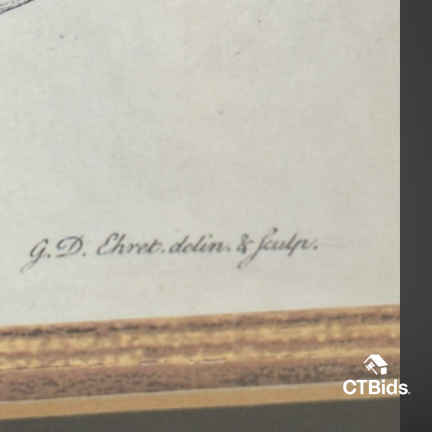 G. D. Ehret. delin. & sculp.
CTBids.